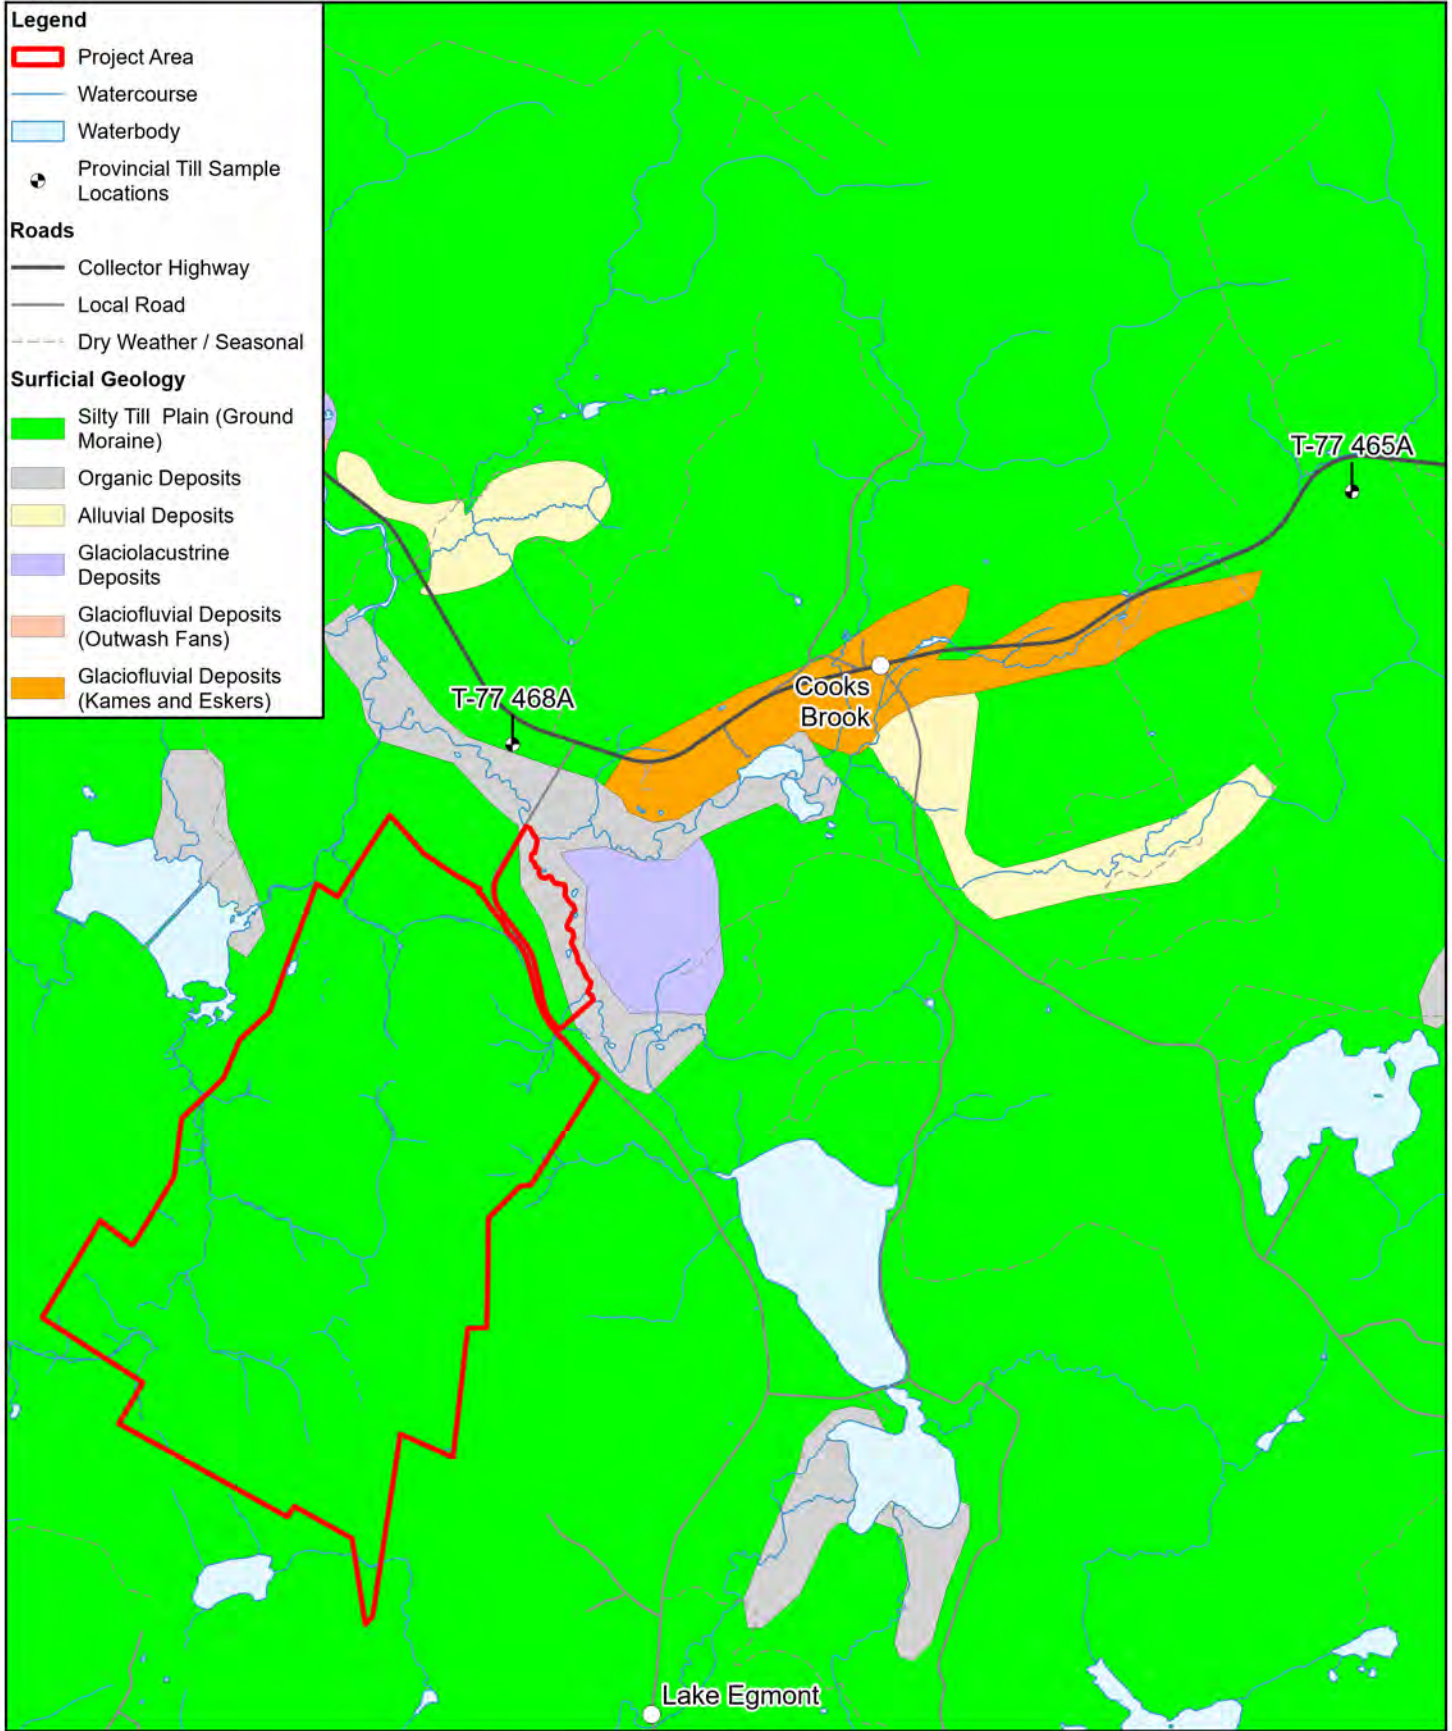 Legend
Project Area
Watercourse
Waterbody
Provincial Till Sample
Locations
Roads
Collector Highway
Local Road
Dry Weather / Seasonal
Surficial Geology
Silty Till Plain (Ground
Moraine)
Organic Deposits
Alluvial Deposits
Glaciolacustrine
Deposits
Glaciofluvial Deposits
(Outwash Fans)
Glaciofluvial Deposits
(Kames and Eskers)
T-77 465A
T-77 468A
Cooks
Brook
Lake Egmont